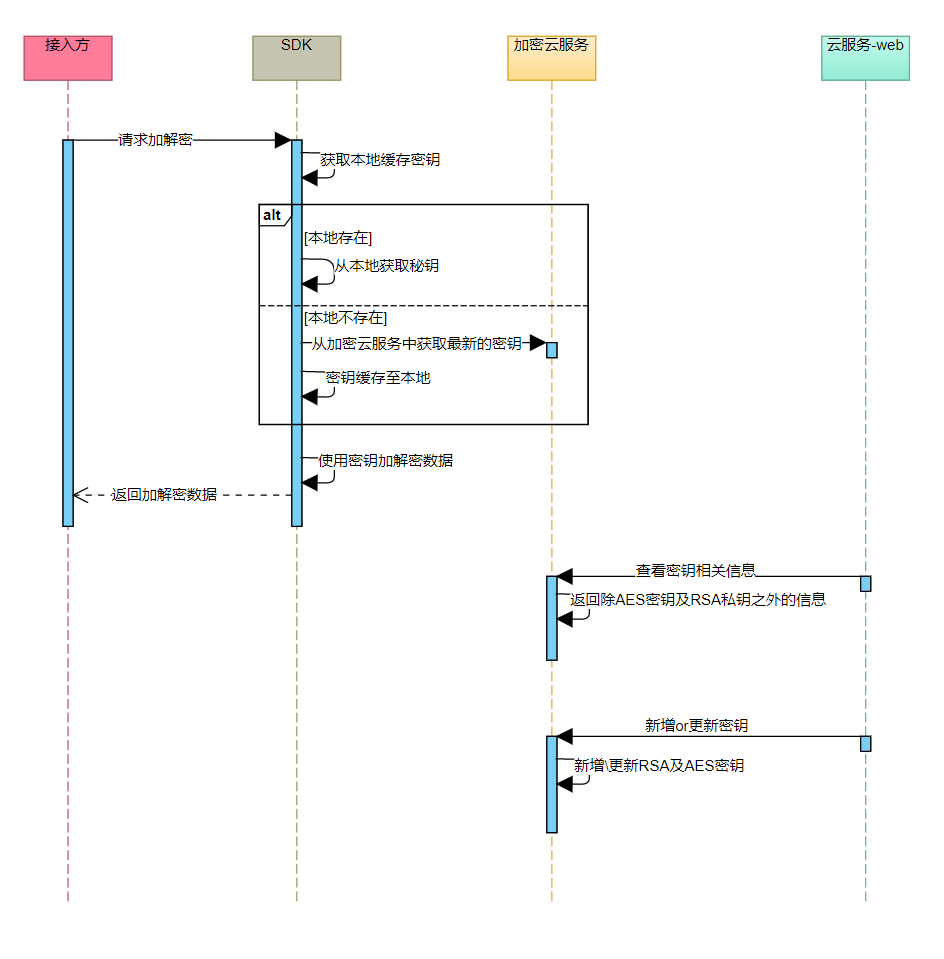 接入方
SDK
加密云服务
云服务-web
请求加解密
获取本地缓存密钥
alt
[本地存在]
从本地获取秘钥
[本地不存在]
从加密云服务中获取最新的密钥
密钥缓存至本地
使用密钥加解密数据
返回加解密数据
查看密钥相关信息
返回除AES密钥及RSA私钥之外的信息
新增or更新密钥
新增\更新RSA及AES密钥